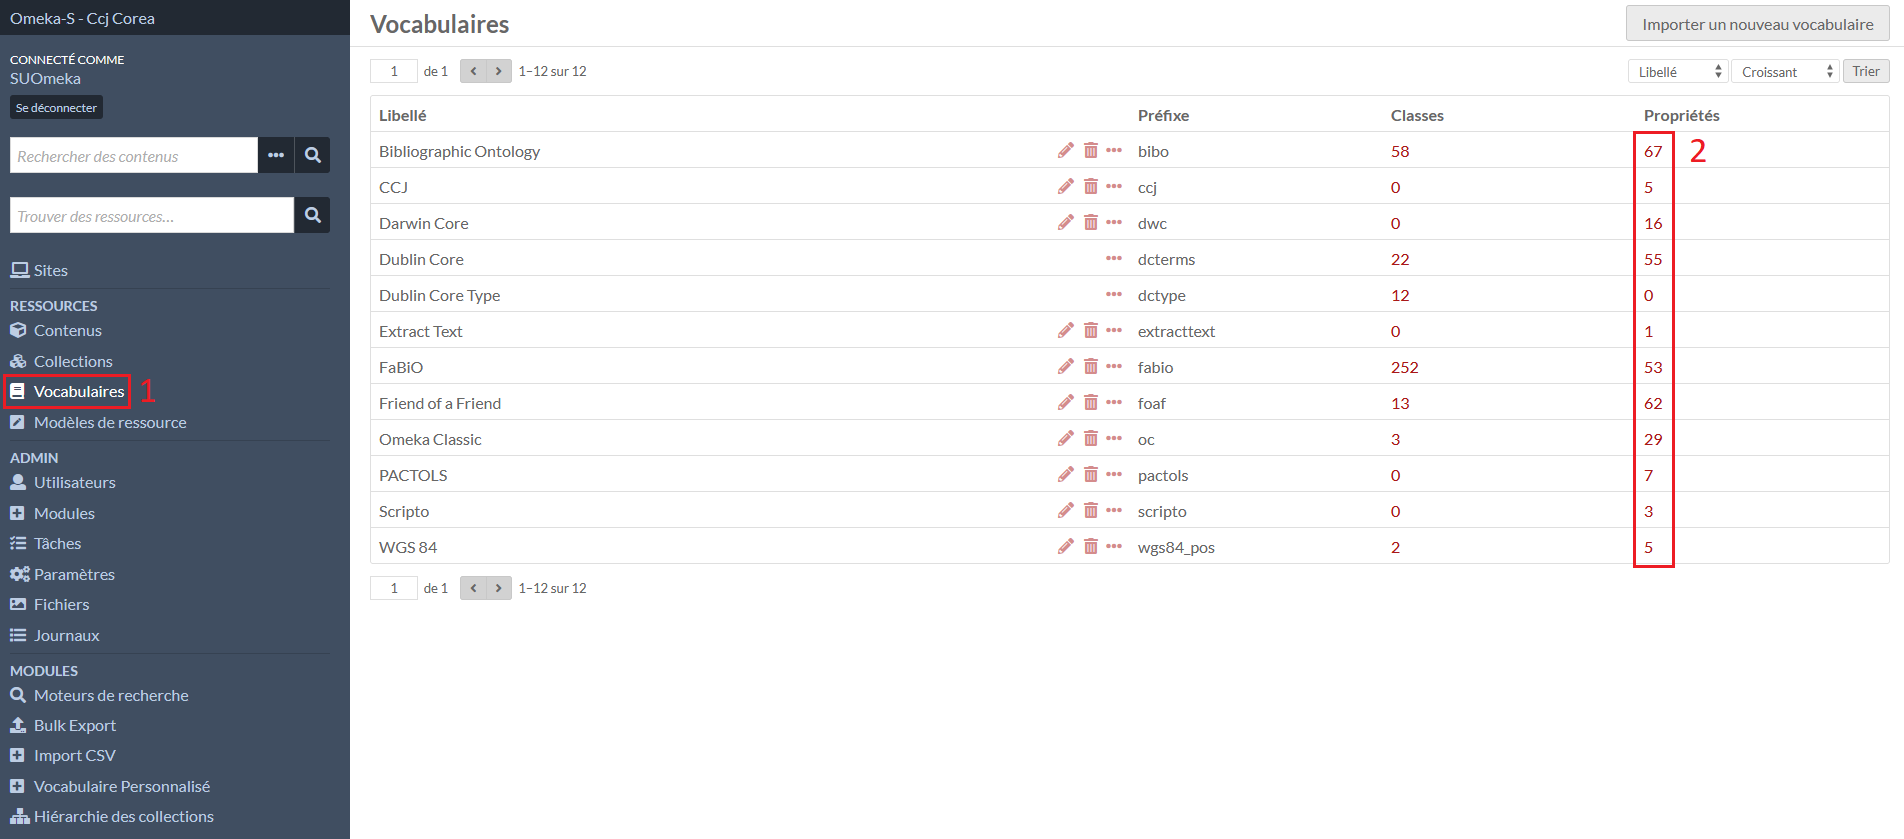 Omeka-S - Ccj Corea
CONNECTÉ COMME
SUOmeka
Se déconnecter
Rechercher des contenus
Trouver des ressources...
Sites
RESSOURCES
Contenus
Collections
Vocabulaires 1
Modèles de ressource
ADMIN
Utilisateurs
Modules
Tâches
Paramètres
Fichiers
Journaux
MODULES
Moteurs de recherche
Bulk Export
Import CSV
Vocabulaire Personnalisé
Hiérarchie des collections
Vocabulaires
Importer un nouveau vocabulaire
1 de 1 1–12 sur 12
Libellé Croissant Trier
Libellé Préfixe Classes Propriétés
Bibliographic Ontology bibo 58 67 2
CCJ ccj 0 5
Darwin Core dwc 0 16
Dublin Core dcterms 22 55
Dublin Core Type dctype 12 0
Extract Text extracttext 0 1
FaBiO fabio 252 53
Friend of a Friend foaf 13 62
Omeka Classic oc 3 29
PACTOLS pactols 0 7
Scripto scripto 0 3
WGS 84 wgs84_pos 2 5
1 de 1 1–12 sur 12